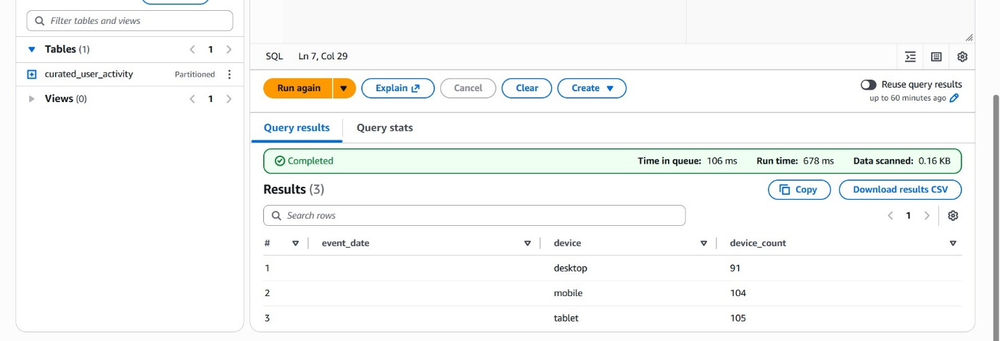 Filter tables and views
Tables (1) 1
curated_user_activity Partitioned
Views (0) 1
SQL Ln 7, Col 29
Run again Explain Cancel Clear Create
Reuse query results
up to 60 minutes ago
Query results Query stats
Completed Time in queue: 106 ms Run time: 678 ms Data scanned: 0.16 KB
Results (3) Copy Download results CSV
Search rows 1
# event_date device device_count
1 desktop 91
2 mobile 104
3 tablet 105